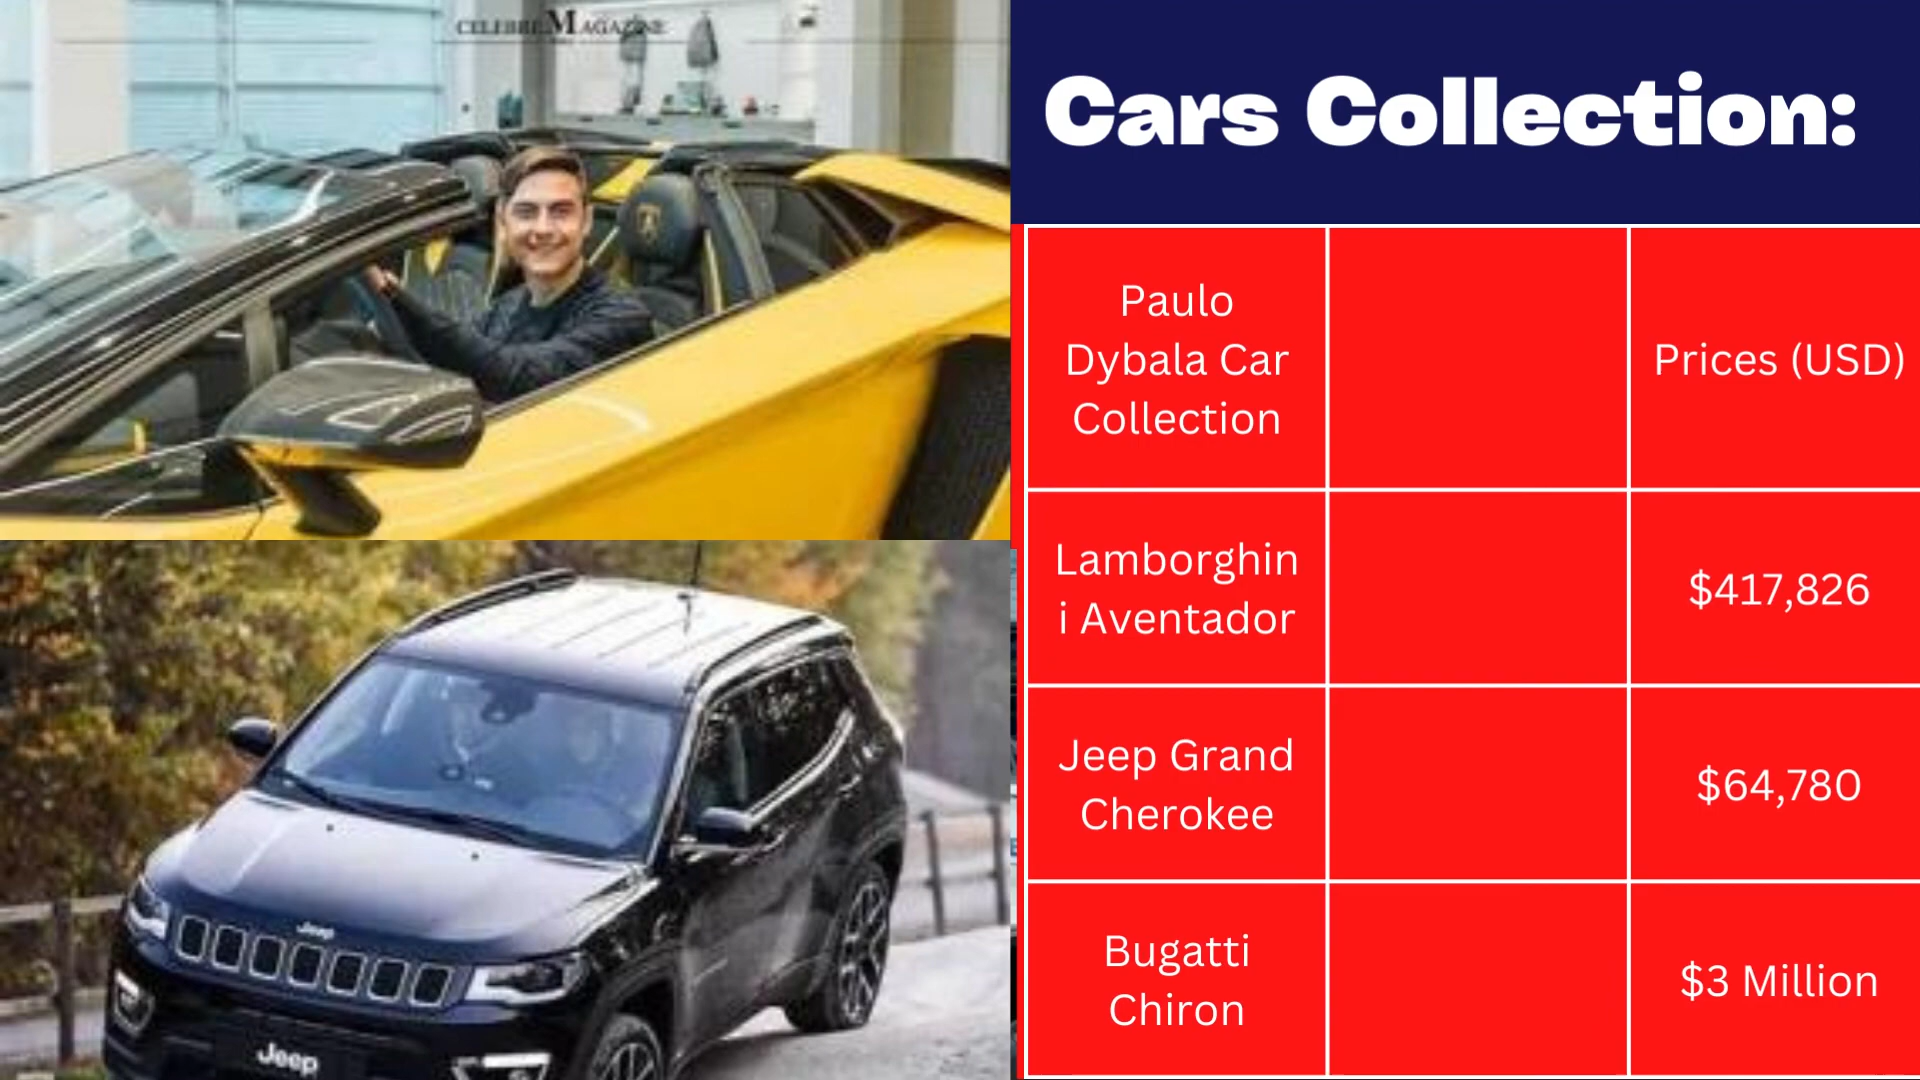 CELEBRE MAGAZINE
Cars Collection:
Paulo
Dybala Car
Collection
Prices (USD)
Lamborghin
i Aventador
$417,826
Jeep Grand
Cherokee
$64,780
Bugatti
Chiron
$3 Million
Jeep
Jeep